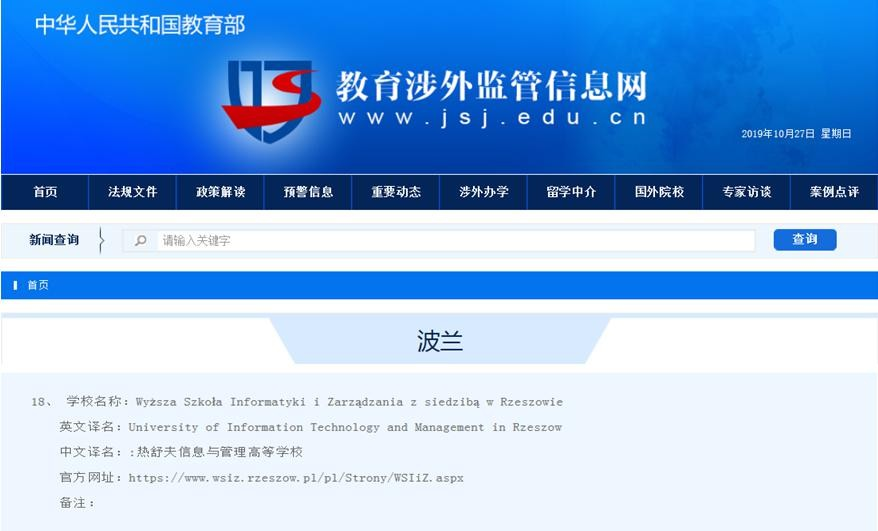 中华人民共和国教育部
教育涉外监管信息网
www.jsj.edu.cn
2019年10月27日 星期日
首页 法规文件 政策解读 预警信息 重要动态 涉外办学 留学中介 国外院校 专家访谈 案例点评
新闻查询 请输入关键字 查询
首页
波兰
18、 学校名称：Wyższa Szkoła Informatyki i Zarządzania z siedzibą w Rzeszowie
英文译名：University of Information Technology and Management in Rzeszow
中文译名：:热舒夫信息与管理高等学校
官方网址：https://www.wsiz.rzeszow.pl/pl/Strony/WSIiZ.aspx
备注：